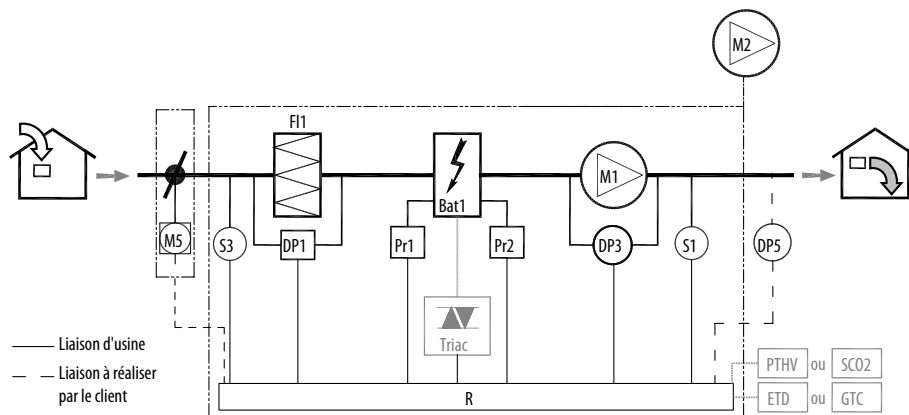 M2
Fl1
M1
Bat1
M5
S3
DP1
Pr1
Pr2
DP3
S1
DP5
Triac
Liaison d'usine
Liaison à réaliser
par le client
PTHV ou SCO2
ETD ou GTC
R